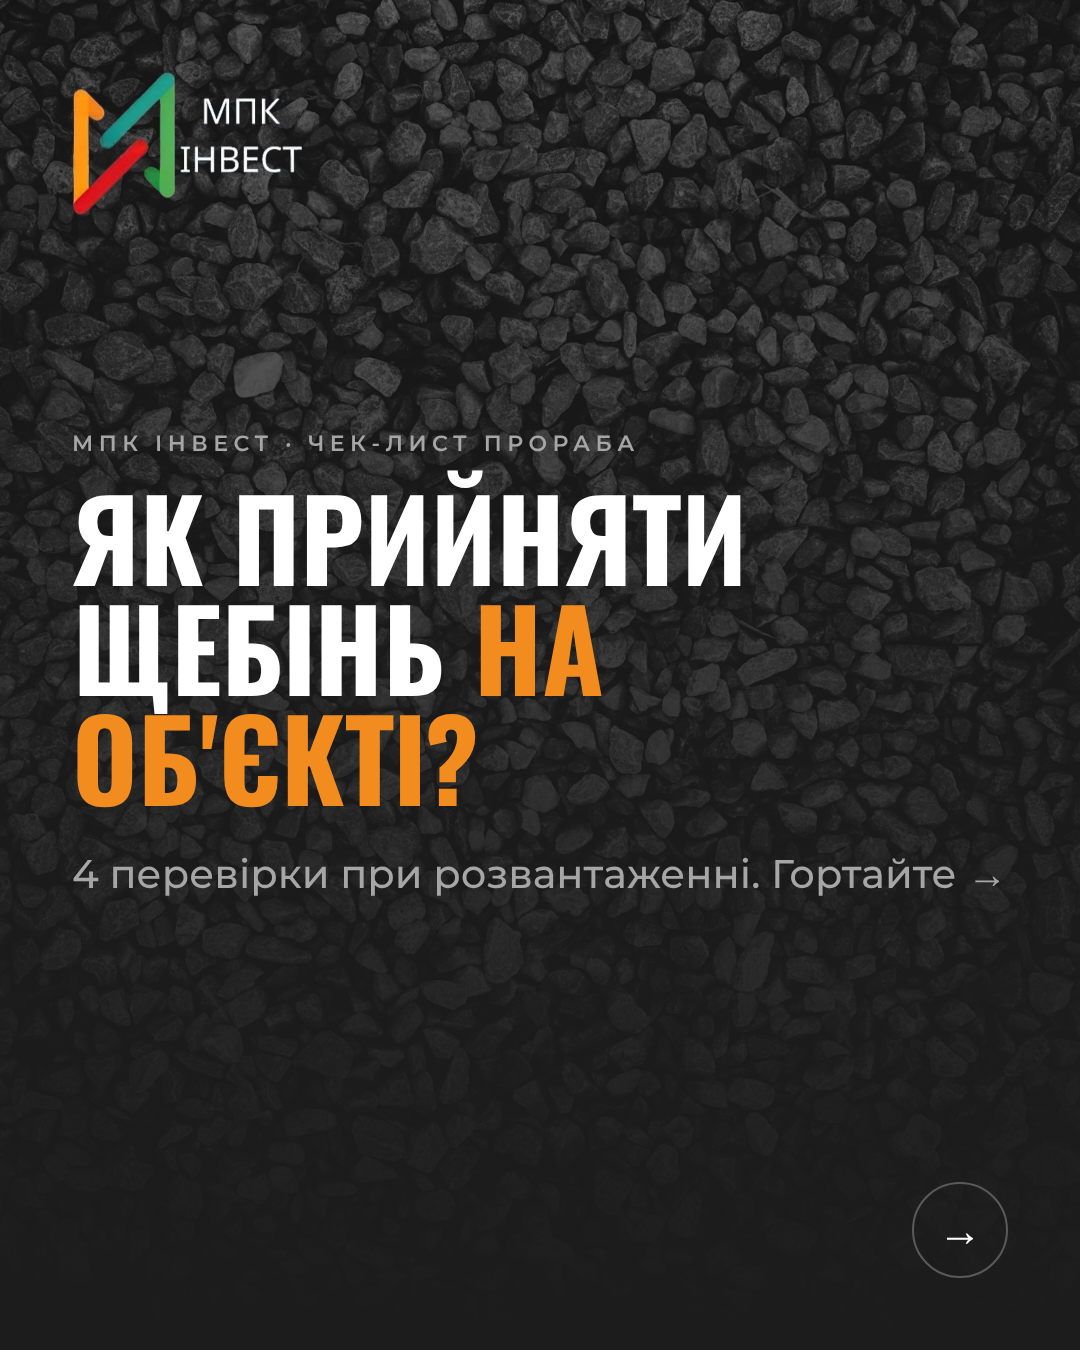 МПК
ІНВЕСТ
МПК ІНВЕСТ · ЧЕК-ЛИСТ ПРОРАБА
ЯК ПРИЙНЯТИ
ЩЕБІНЬ НА
ОБ'ЄКТІ?
4 перевірки при розвантаженні. Гортайте →
→